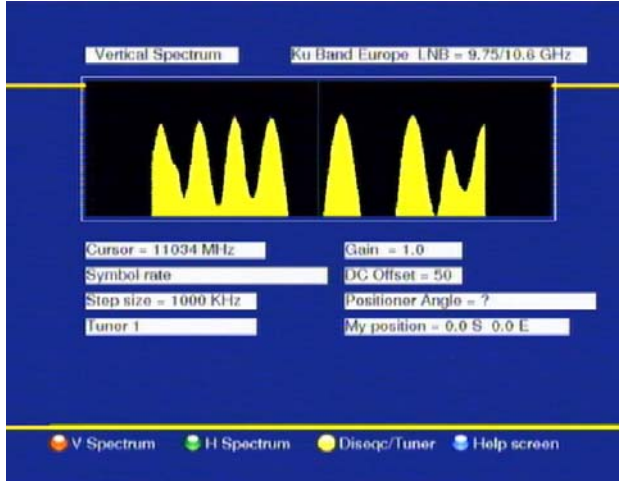 Vertical Spectrum
Ku Band Europe LNB = 9.75/10.6 GHz
Cursor = 11034 MHz
Gain = 1.0
Symbol rate
DC Offset = 50
Step size = 1000 KHz
Positioner Angle = ?
Tuner 1
My position = 0.0 S 0.0 E
V Spectrum
H Spectrum
Diseqc/Tuner
Help screen